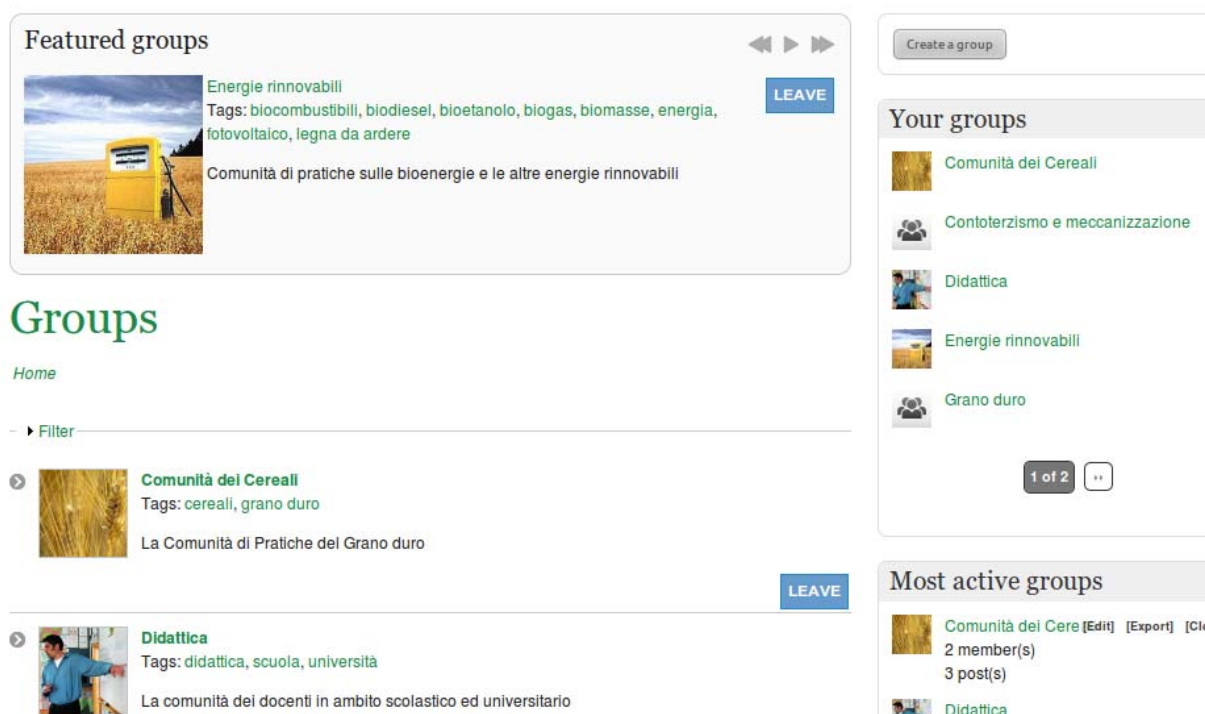 Featured groups
Energie rinnovabili
LEAVE
Tags: biocombustibili, biodiesel, bioetanolo, biogas, biomasse, energia,
fotovoltaico, legna da ardere
Comunità di pratiche sulle bioenergie e le altre energie rinnovabili
Groups
Home
Filter
Comunità dei Cereali
Tags: cereali, grano duro
La Comunità di Pratiche del Grano duro
LEAVE
Didattica
Tags: didattica, scuola, università
La comunità dei docenti in ambito scolastico ed universitario
Create a group
Your groups
Comunità dei Cereali
Contoterzismo e meccanizzazione
Didattica
Energie rinnovabili
Grano duro
1 of 2 ››
Most active groups
Comunità dei Cere [Edit] [Export] [Clo
2 member(s)
3 post(s)
Didattica